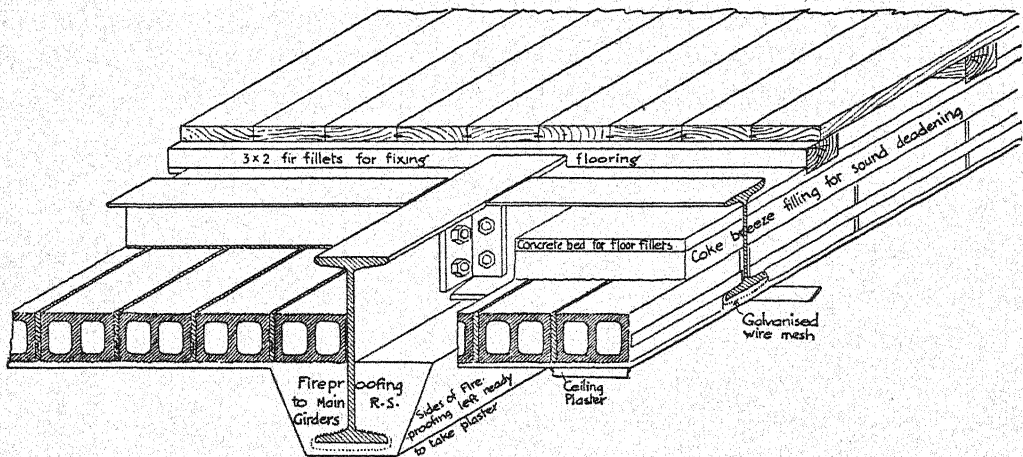 3 x 2 fir fillets for fixing flooring
Concrete bed for floor fillets
Coke breeze filling for sound deadening
Galvanised
wire mesh
Ceiling
Plaster
Fireproofing
to Main R.S.
Girders
Sides of Fire-
proofing left ready
to take plaster